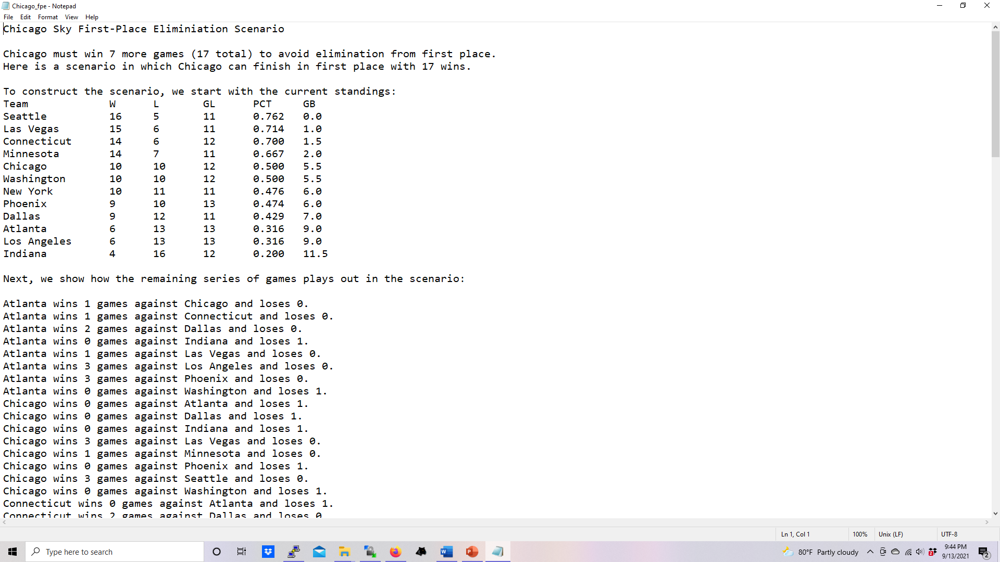 Chicago_fpe - Notepad
File Edit Format View Help
Chicago Sky First-Place Eliminiation Scenario
Chicago must win 7 more games (17 total) to avoid elimination from first place.
Here is a scenario in which Chicago can finish in first place with 17 wins.
To construct the scenario, we start with the current standings:
Team W L GL PCT GB
Seattle 16 5 11 0.762 0.0
Las Vegas 15 6 11 0.714 1.0
Connecticut 14 6 12 0.700 1.5
Minnesota 14 7 11 0.667 2.0
Chicago 10 10 12 0.500 5.5
Washington 10 10 12 0.500 5.5
New York 10 11 11 0.476 6.0
Phoenix 9 10 13 0.474 6.0
Dallas 9 12 11 0.429 7.0
Atlanta 6 13 13 0.316 9.0
Los Angeles 6 13 13 0.316 9.0
Indiana 4 16 12 0.200 11.5
Next, we show how the remaining series of games plays out in the scenario:
Atlanta wins 1 games against Chicago and loses 0.
Atlanta wins 1 games against Connecticut and loses 0.
Atlanta wins 2 games against Dallas and loses 0.
Atlanta wins 0 games against Indiana and loses 1.
Atlanta wins 1 games against Las Vegas and loses 0.
Atlanta wins 3 games against Los Angeles and loses 0.
Atlanta wins 3 games against Phoenix and loses 0.
Atlanta wins 0 games against Washington and loses 1.
Chicago wins 0 games against Atlanta and loses 1.
Chicago wins 0 games against Dallas and loses 1.
Chicago wins 0 games against Indiana and loses 1.
Chicago wins 3 games against Las Vegas and loses 0.
Chicago wins 1 games against Minnesota and loses 0.
Chicago wins 0 games against Phoenix and loses 1.
Chicago wins 3 games against Seattle and loses 0.
Chicago wins 0 games against Washington and loses 1.
Connecticut wins 0 games against Atlanta and loses 1.
Connecticut wins 2 games against Dallas and loses 0
Ln 1, Col 1 100% Unix (LF) UTF-8
Type here to search
80°F Partly cloudy
9:44 PM
9/13/2021
2